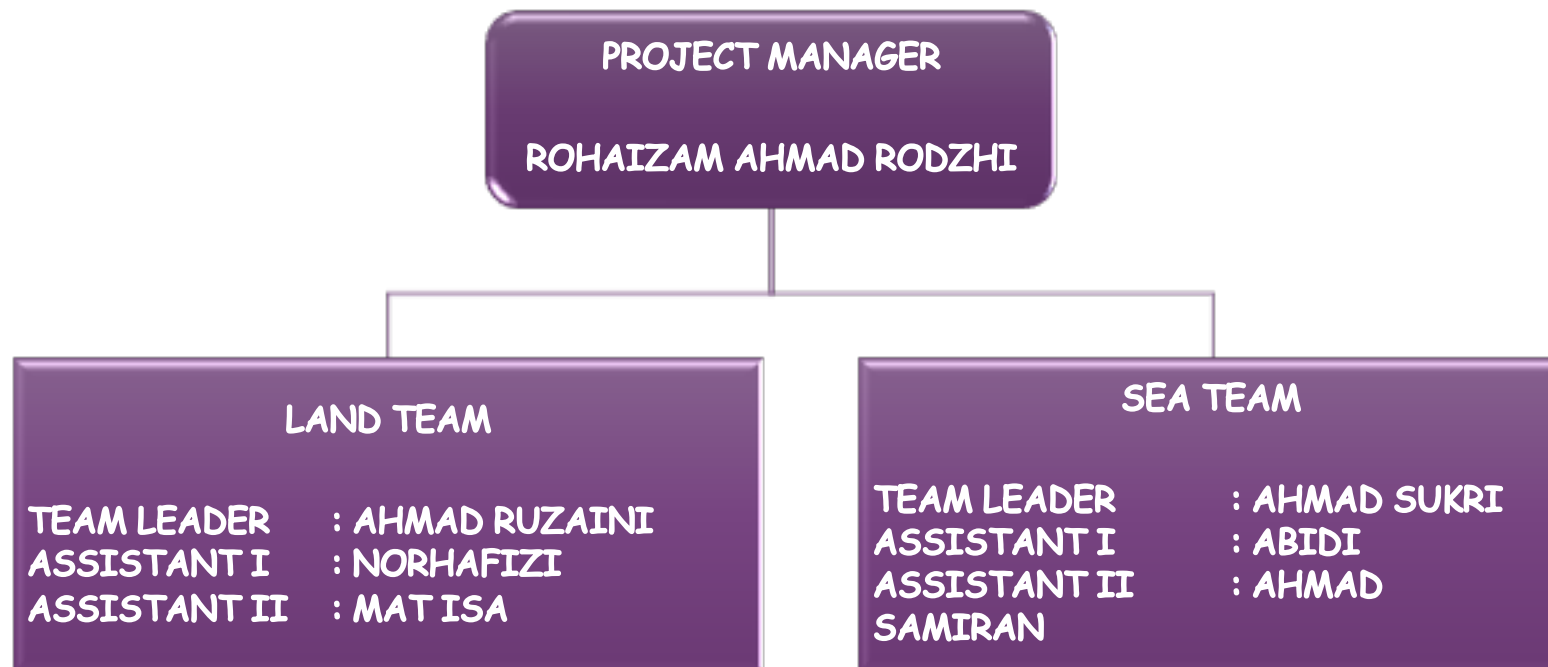 PROJECT MANAGER
ROHAIZAM AHMAD RODZHI
LAND TEAM
TEAM LEADER : AHMAD RUZAINI
ASSISTANT I : NORHAFIZI
ASSISTANT II : MAT ISA
SEA TEAM
TEAM LEADER : AHMAD SUKRI
ASSISTANT I : ABIDI
ASSISTANT II : AHMAD
SAMIRAN